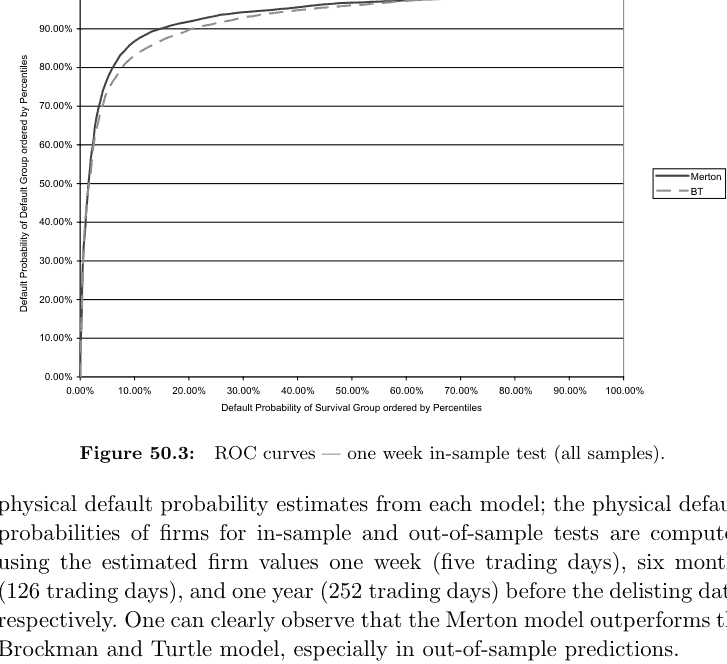 90.00%
80.00%
70.00%
60.00%
50.00%
40.00%
30.00%
20.00%
10.00%
0.00%
Default Probability of Default Group ordered by Percentiles
0.00% 10.00% 20.00% 30.00% 40.00% 50.00% 60.00% 70.00% 80.00% 90.00% 100.00%
Default Probability of Survival Group ordered by Percentiles
Merton
BT
Figure 50.3: ROC curves — one week in-sample test (all samples).
physical default probability estimates from each model; the physical
probabilities of firms for in-sample and out-of-sample tests are
using the estimated firm values one week (five trading days), six
(126 trading days), and one year (252 trading days) before the delisting
respectively. One can clearly observe that the Merton model outperforms
Brockman and Turtle model, especially in out-of-sample predictions.